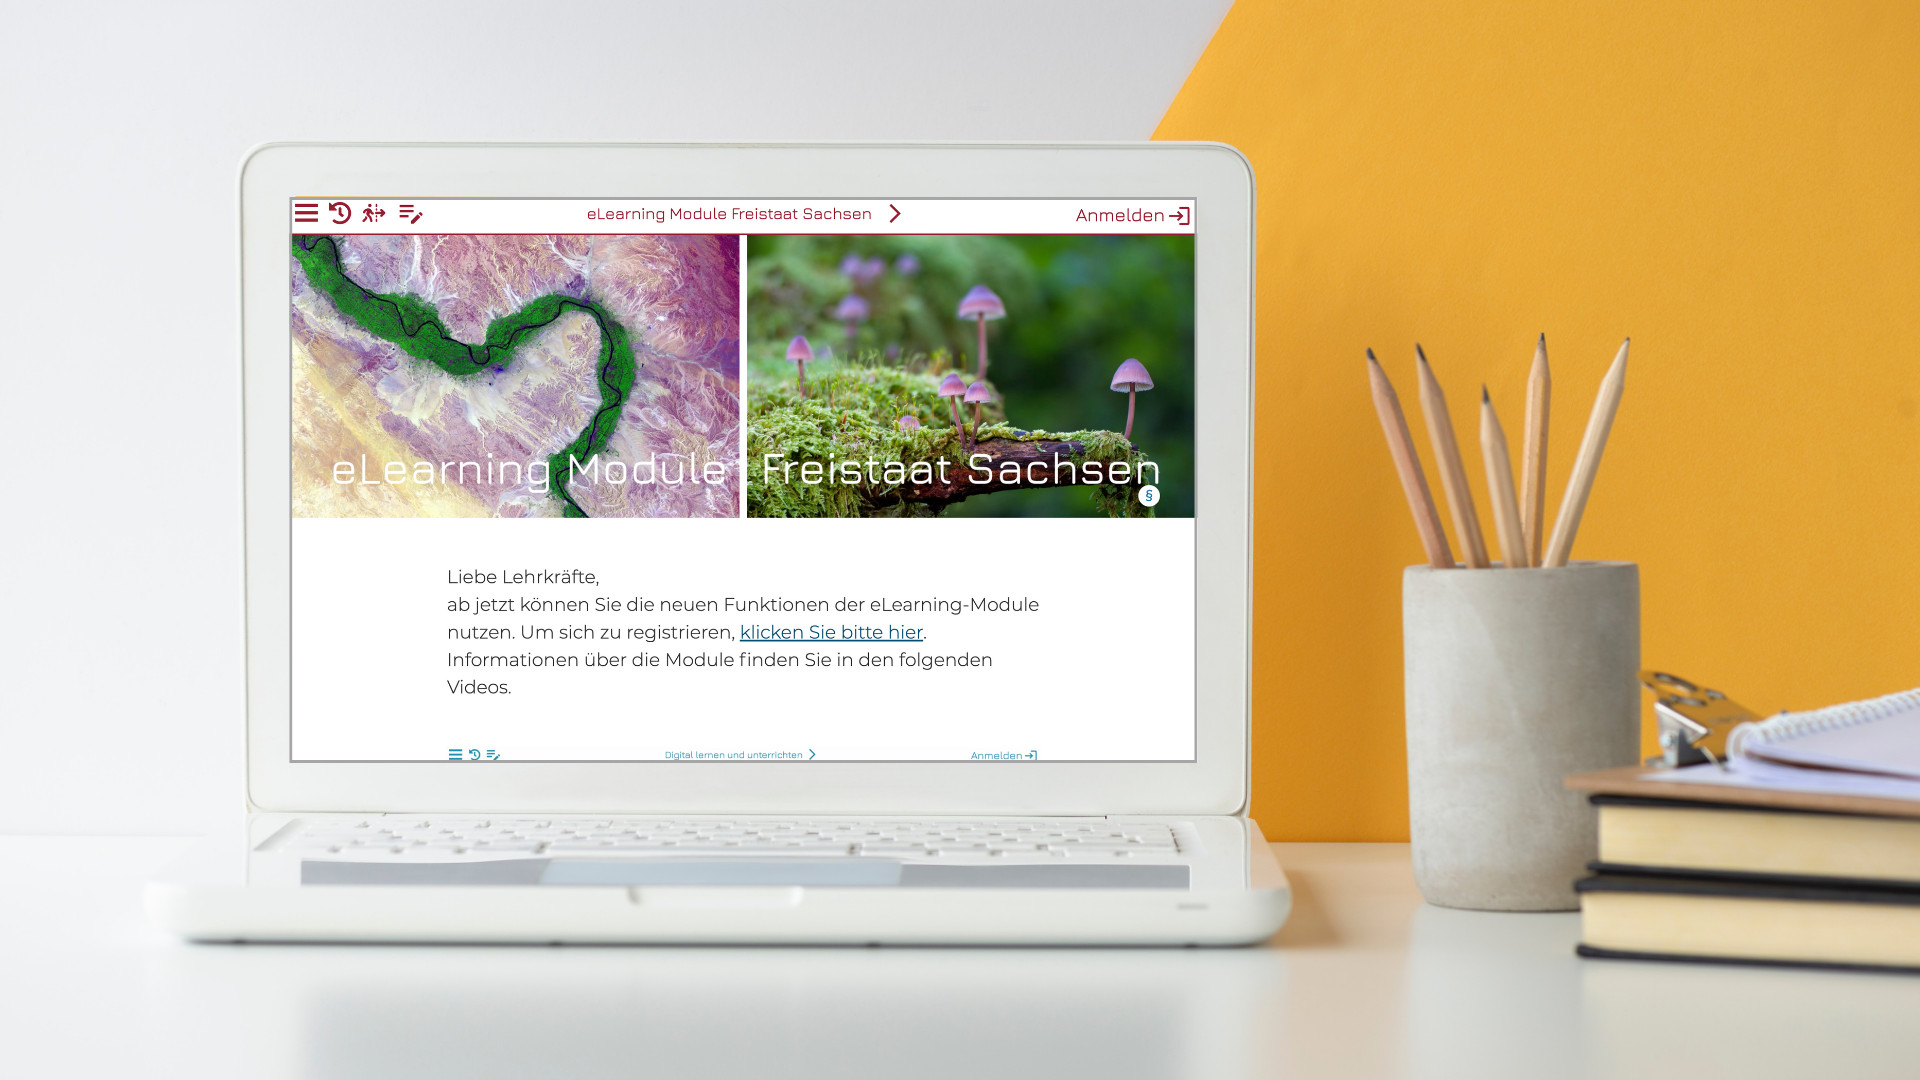 eLearning Module Freistaat Sachsen
Anmelden
eLearning Module Freistaat Sachsen
§
Liebe Lehrkräfte,
ab jetzt können Sie die neuen Funktionen der eLearning-Module
nutzen. Um sich zu registrieren, klicken Sie bitte hier.
Informationen über die Module finden Sie in den folgenden
Videos.
Digital lernen und unterrichten
Anmelden